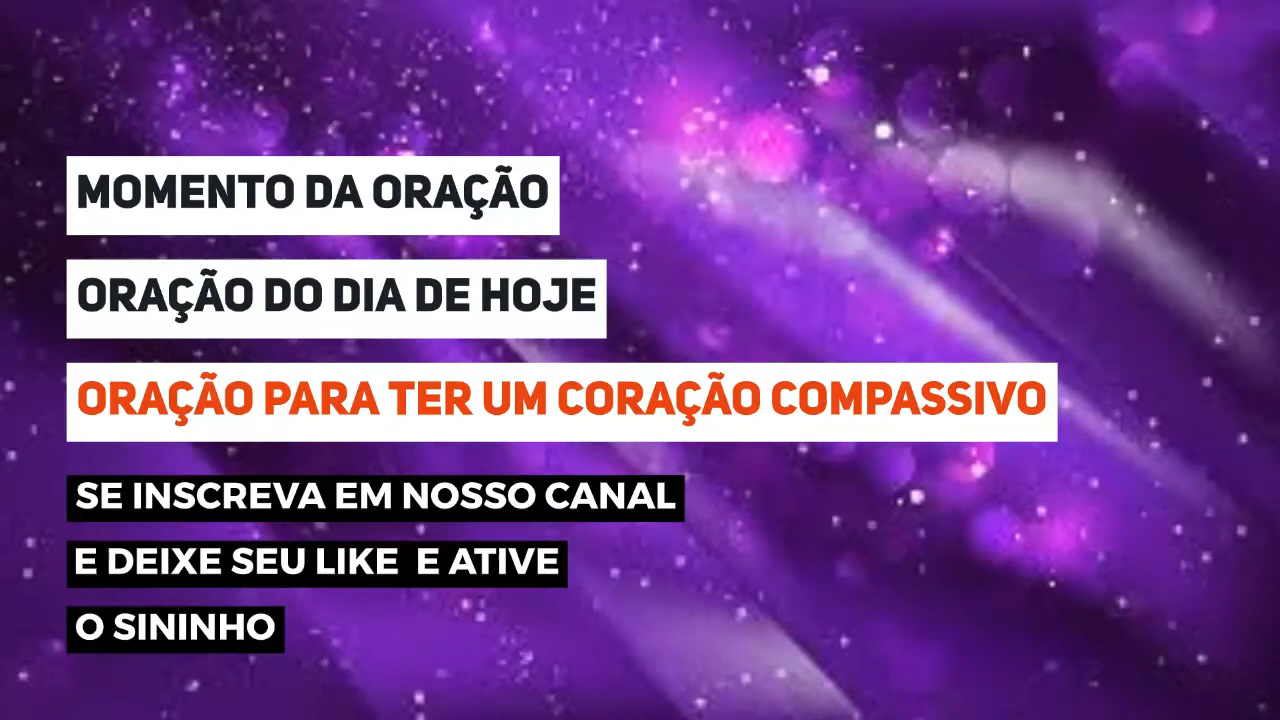 MOMENTO DA ORAÇÃO
ORAÇÃO DO DIA DE HOJE
ORAÇÃO PARA TER UM CORAÇÃO COMPASSIVO
SE INSCREVA EM NOSSO CANAL
E DEIXE SEU LIKE E ATIVE
O SININHO